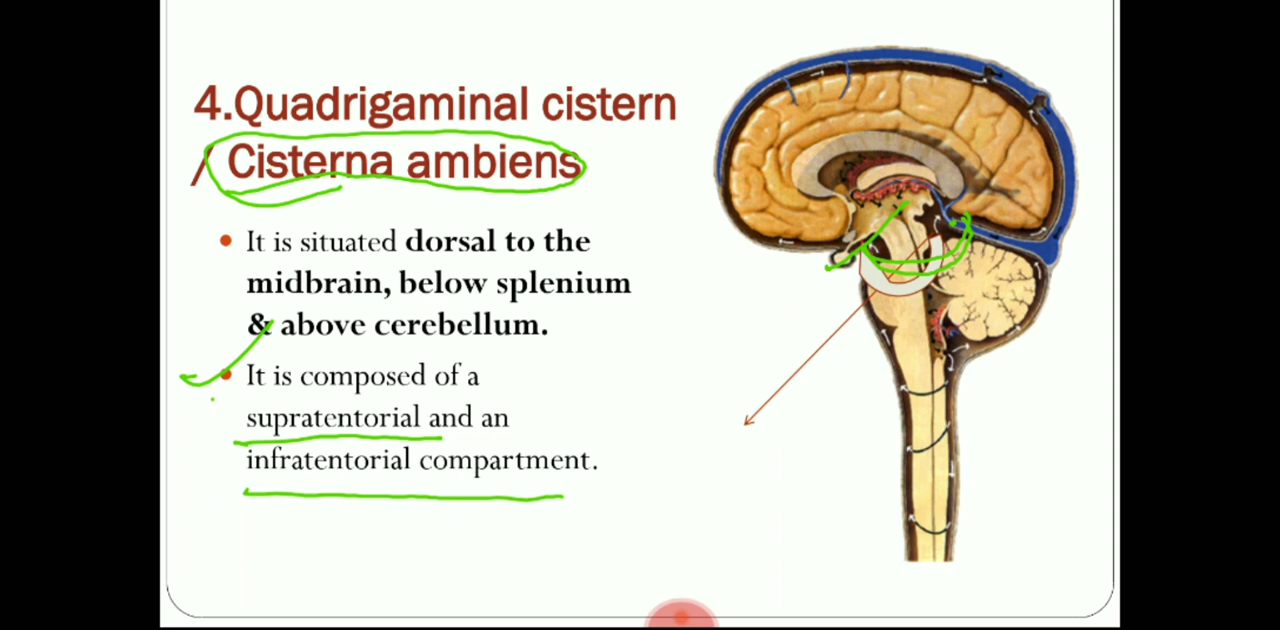 4.Quadrigaminal cistern
/ Cisterna ambiens
• It is situated dorsal to the
midbrain, below splenium
& above cerebellum.
• It is composed of a
supratentorial and an
infratentorial compartment.